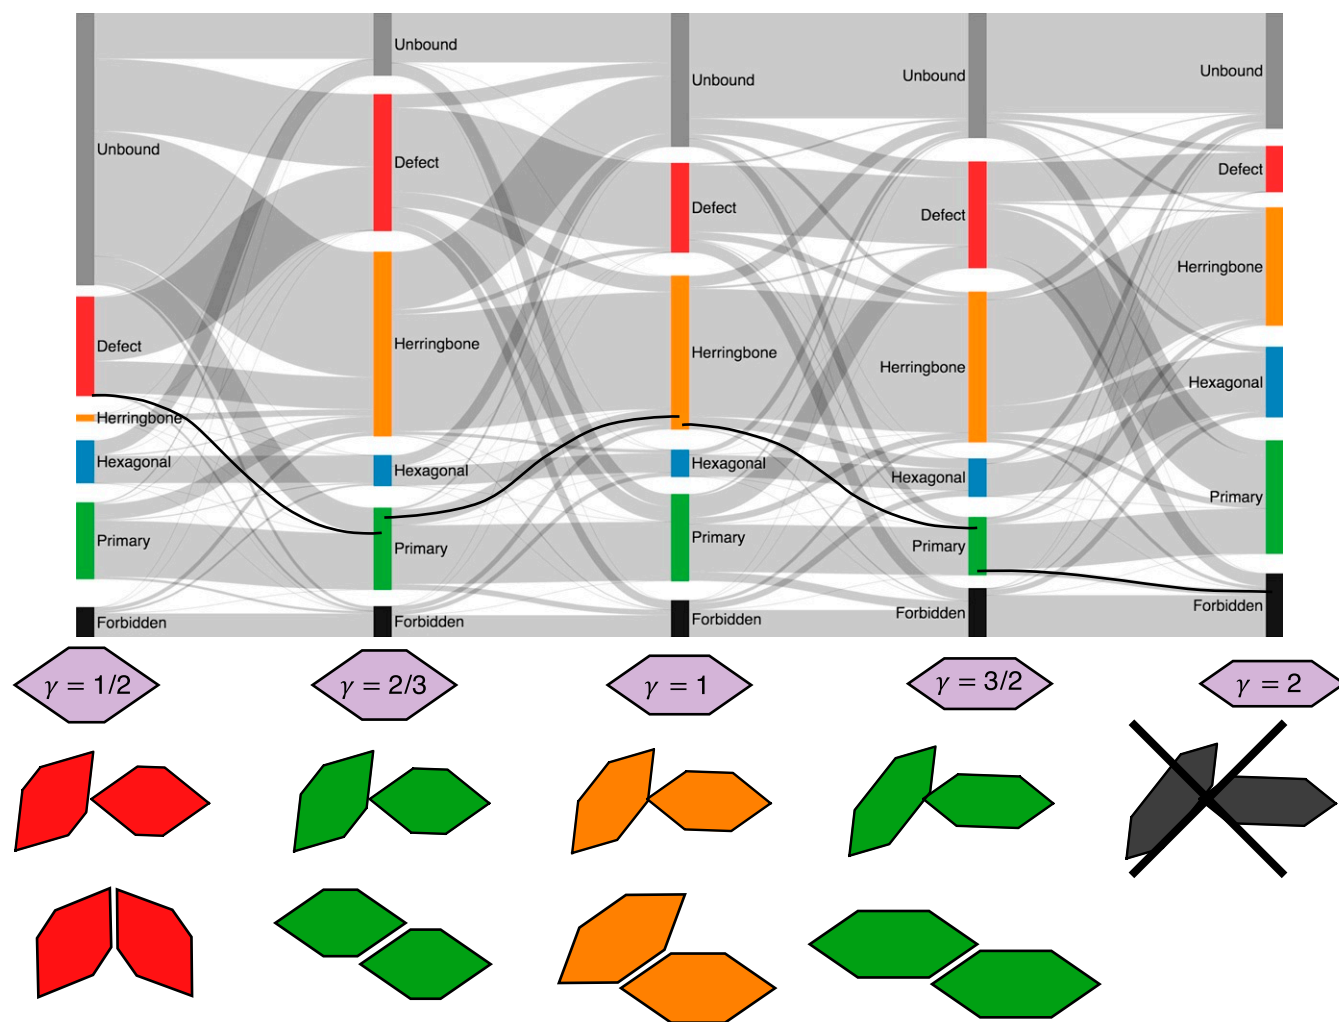 Unbound
Defect
Herringbone
Hexagonal
Primary
Forbidden
Unbound
Defect
Herringbone
Hexagonal
Primary
Forbidden
Unbound
Defect
Herringbone
Hexagonal
Primary
Forbidden
Unbound
Defect
Herringbone
Hexagonal
Primary
Forbidden
Unbound
Defect
Herringbone
Hexagonal
Primary
Forbidden
γ = 1/2
γ = 2/3
γ = 1
γ = 3/2
γ = 2